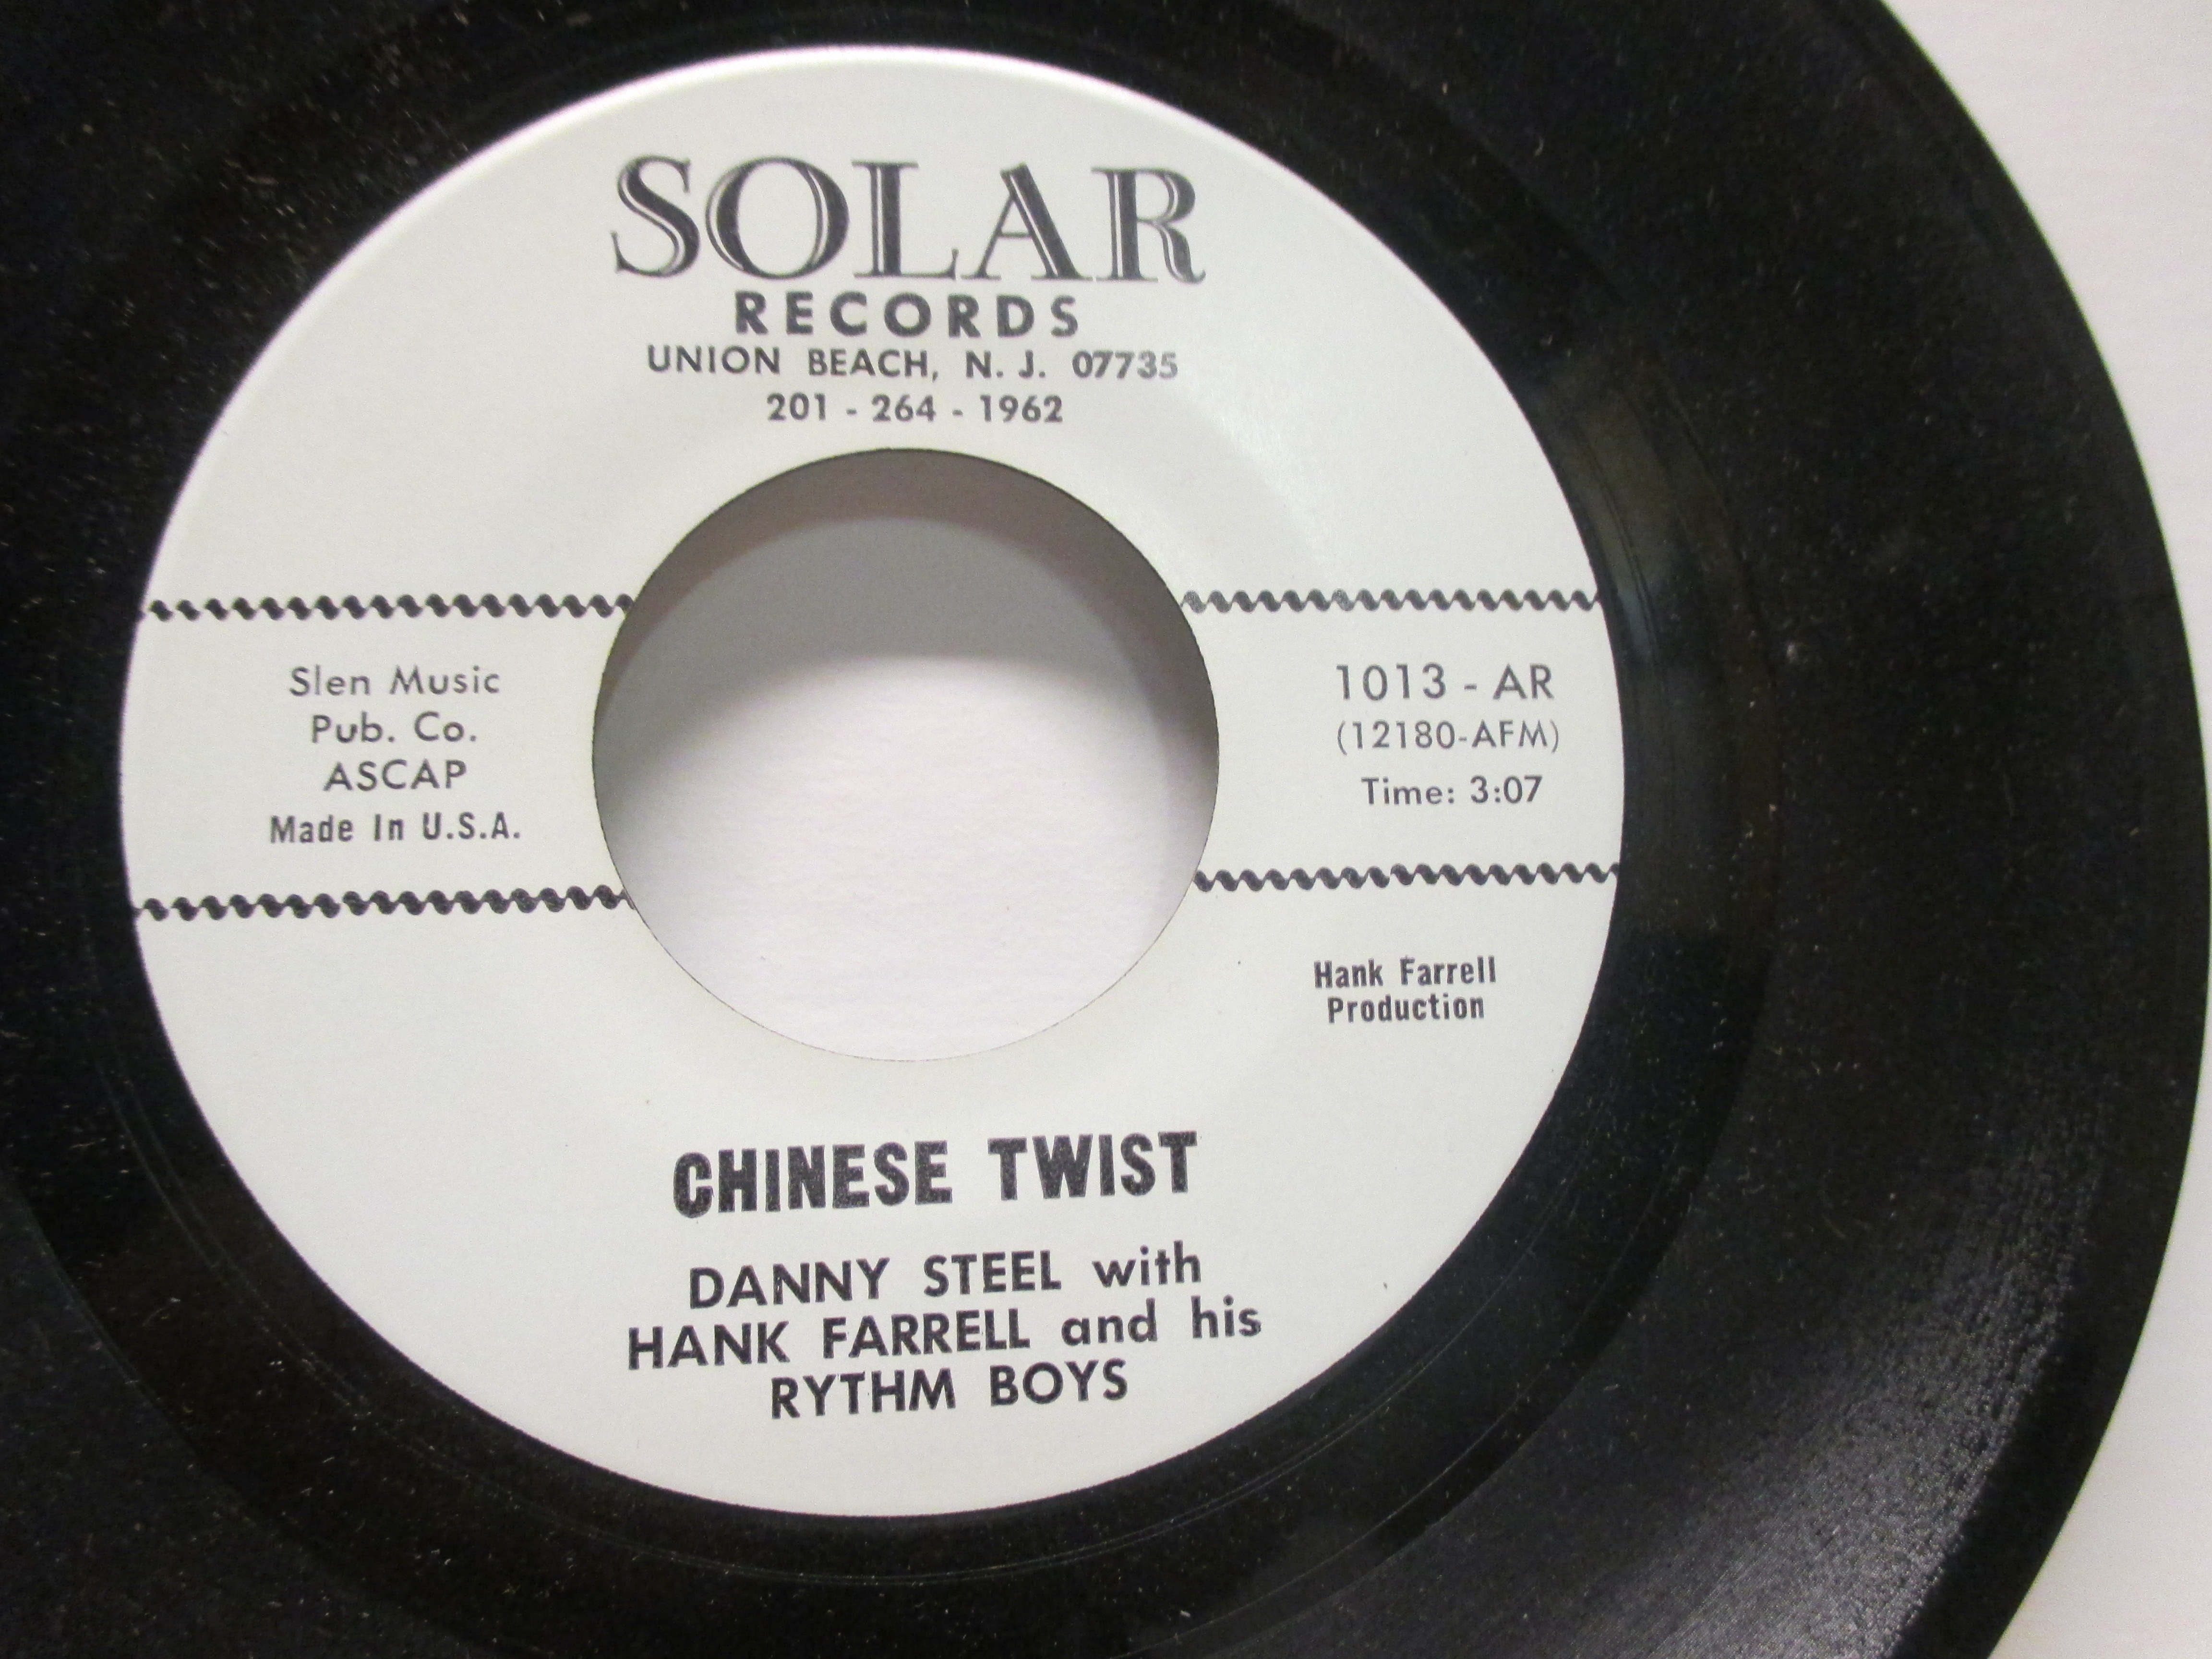 SOLAR
RECORDS
UNION BEACH, N. J. 07735
201 - 264 - 1962
Slen Music
Pub. Co.
ASCAP
Made In U.S.A.
1013 - AR
(12180-AFM)
Time: 3:07
Hank Farrell
Production
CHINESE TWIST
DANNY STEEL with
HANK FARRELL and his
RYTHM BOYS